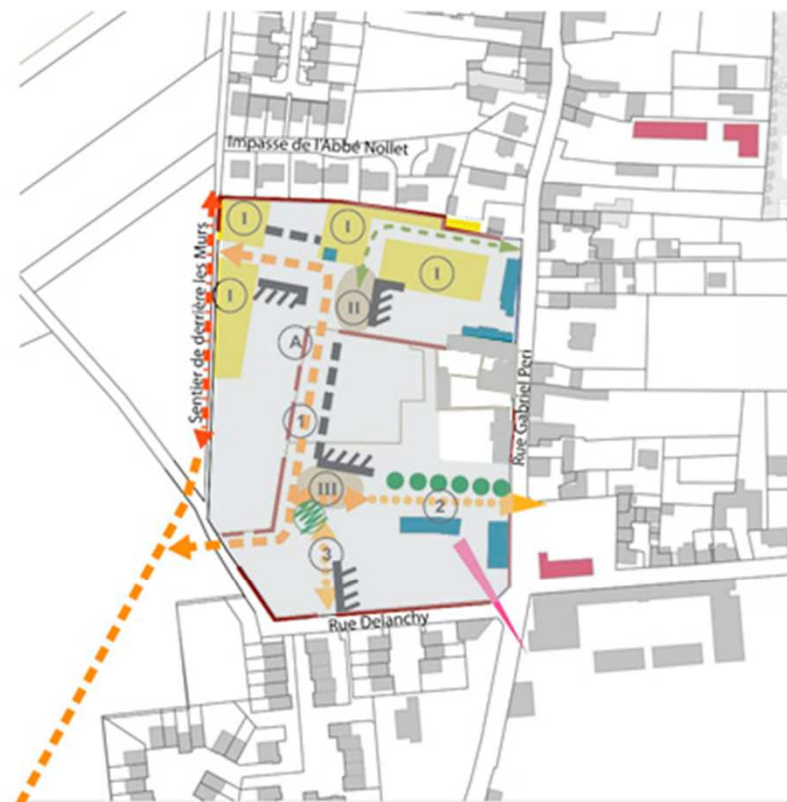 Impasse de l'Abbé Nollet
I
I
I
I
II
Sentier de derrière les Murs
A
Rue Gabriel Peri
1
III
2
3
Rue Delanchy